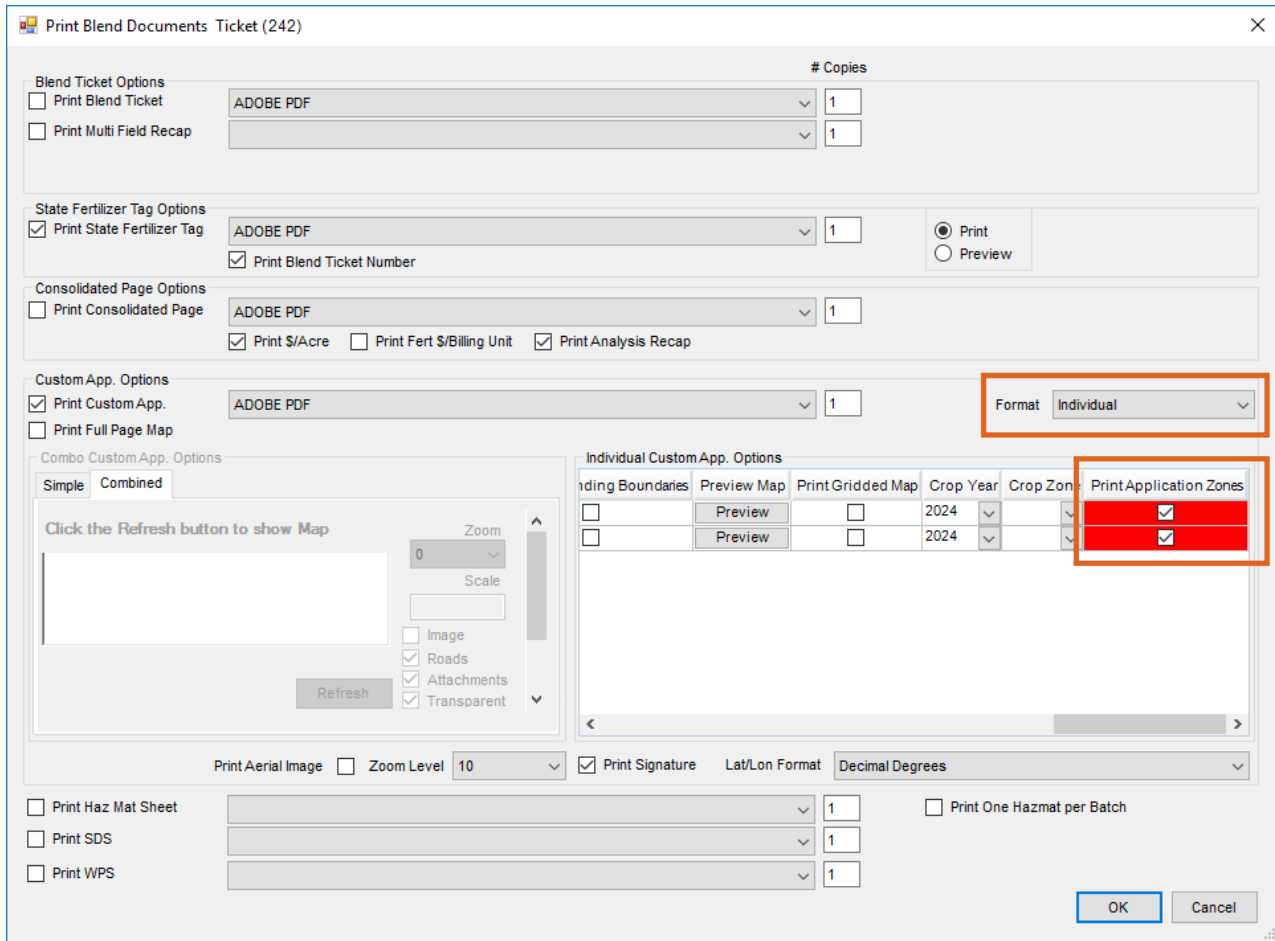 Print Blend Documents Ticket (242)
# Copies
Blend Ticket Options
Print Blend Ticket ADOBE PDF 1
Print Multi Field Recap 1
State Fertilizer Tag Options
Print State Fertilizer Tag ADOBE PDF 1 Print
Print Blend Ticket Number Preview
Consolidated Page Options
Print Consolidated Page ADOBE PDF 1
Print $/Acre Print Fert $/Billing Unit Print Analysis Recap
Custom App. Options
Print Custom App. ADOBE PDF 1 Format Individual
Print Full Page Map
Combo Custom App. Options
Simple Combined
Click the Refresh button to show Map
Zoom
0
Scale
Image
Roads
Attachments
Refresh Transparent
Individual Custom App. Options
nding Boundaries Preview Map Print Gridded Map Crop Year Crop Zone Print Application Zones
Preview 2024
Preview 2024
Print Aerial Image Zoom Level 10 Print Signature Lat/Lon Format Decimal Degrees
Print Haz Mat Sheet 1 Print One Hazmat per Batch
Print SDS 1
Print WPS 1
OK Cancel